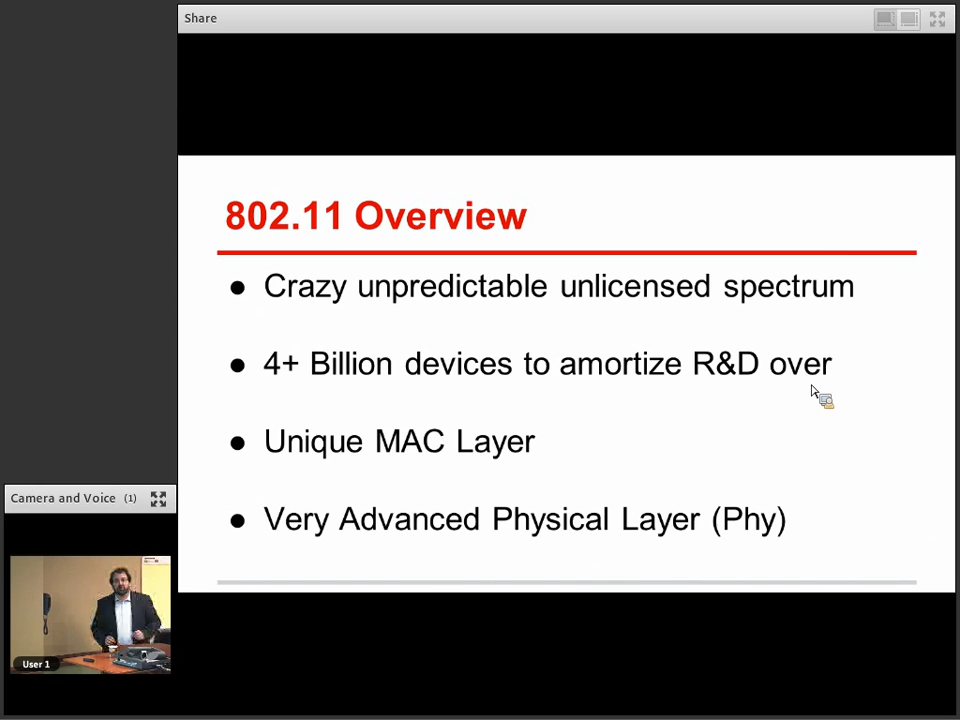 Share
802.11 Overview
● Crazy unpredictable unlicensed spectrum
● 4+ Billion devices to amortize R&D over
● Unique MAC Layer
● Very Advanced Physical Layer (Phy)
Camera and Voice (1)
User 1